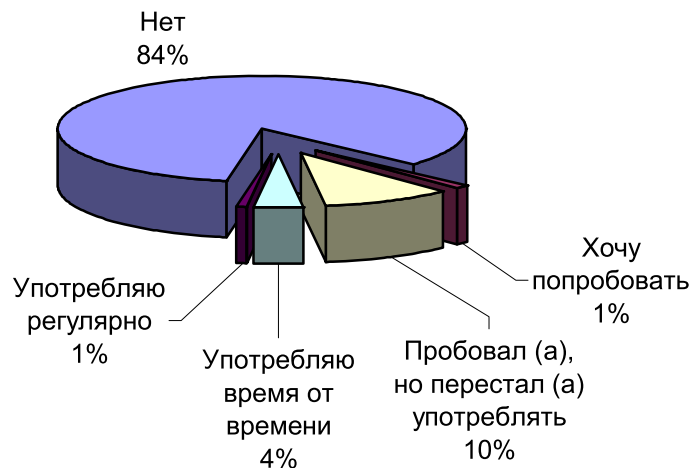 Нет
84%
Хочу
попробовать
1%
Употребляю
регулярно
1%
Употребляю
время от
времени
4%
Пробовал (а),
но перестал (а)
употреблять
10%